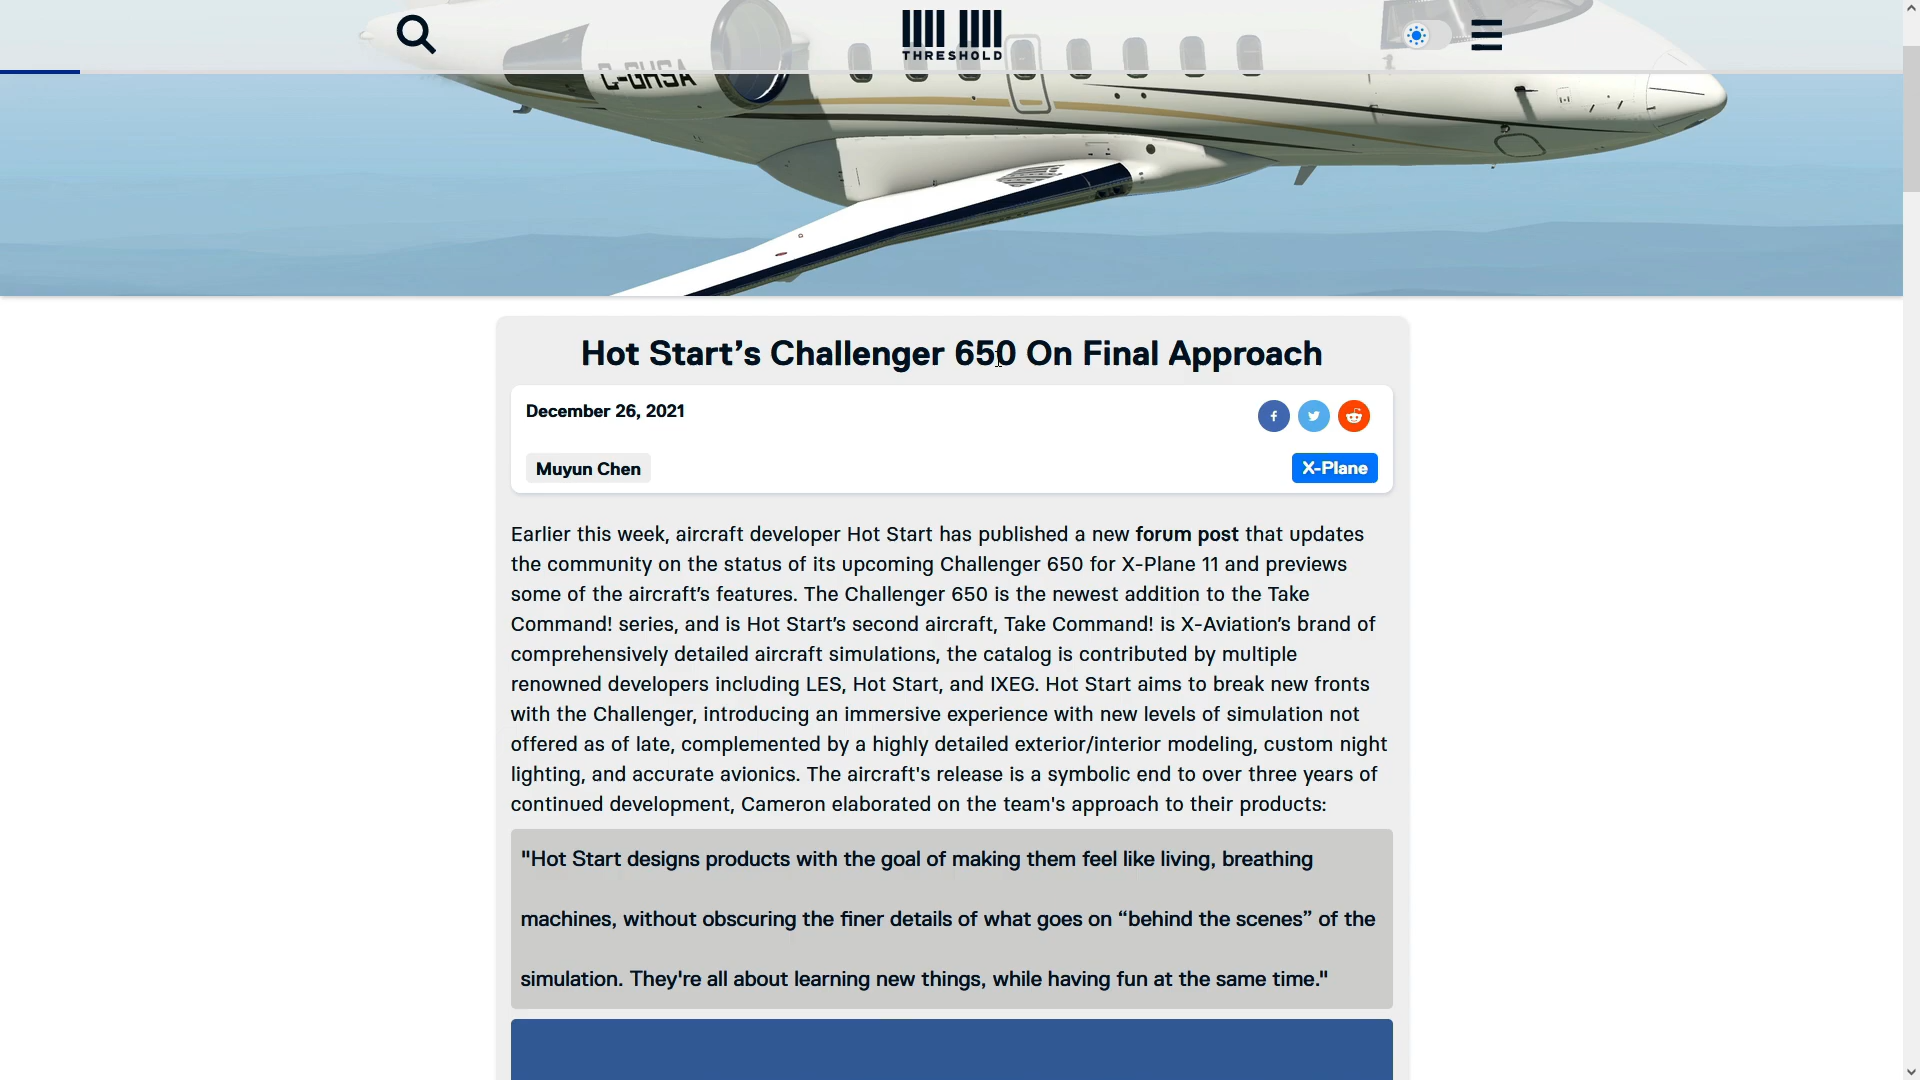 C-GHSA
THRESHOLD
Hot Start’s Challenger 650 On Final Approach
December 26, 2021
Muyun Chen
X-Plane
Earlier this week, aircraft developer Hot Start has published a new forum post that updates
the community on the status of its upcoming Challenger 650 for X-Plane 11 and previews
some of the aircraft’s features. The Challenger 650 is the newest addition to the Take
Command! series, and is Hot Start’s second aircraft, Take Command! is X-Aviation’s brand of
comprehensively detailed aircraft simulations, the catalog is contributed by multiple
renowned developers including LES, Hot Start, and IXEG. Hot Start aims to break new fronts
with the Challenger, introducing an immersive experience with new levels of simulation not
offered as of late, complemented by a highly detailed exterior/interior modeling, custom night
lighting, and accurate avionics. The aircraft's release is a symbolic end to over three years of
continued development, Cameron elaborated on the team's approach to their products:
"Hot Start designs products with the goal of making them feel like living, breathing
machines, without obscuring the finer details of what goes on “behind the scenes” of the
simulation. They're all about learning new things, while having fun at the same time."